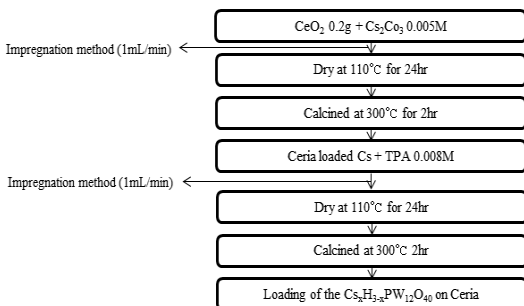 CeO₂ 0.2g + Cs₂Co₃ 0.005M
Impregnation method (1mL/min)
Dry at 110°C for 24hr
Calcined at 300°C for 2hr
Ceria loaded Cs + TPA 0.008M
Impregnation method (1mL/min)
Dry at 110°C for 24hr
Calcined at 300°C 2hr
Loading of the CsₓH₃₋ₓPW₁₂O₄₀ on Ceria